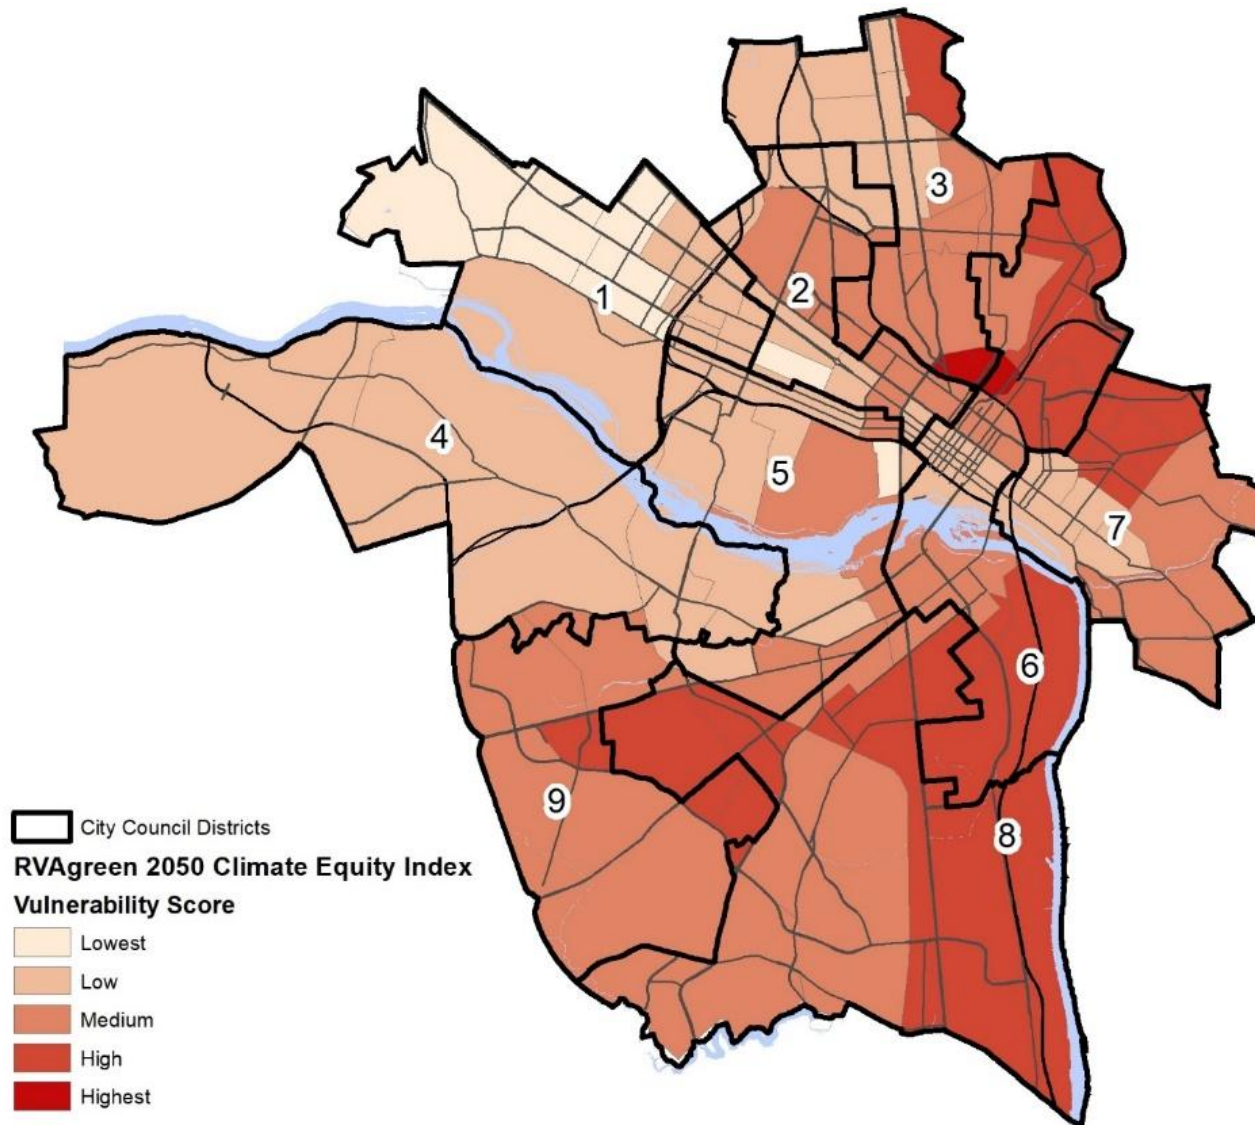 3
2
1
4
5
7
6
9
8
City Council Districts
RVAgreen 2050 Climate Equity Index
Vulnerability Score
Lowest
Low
Medium
High
Highest